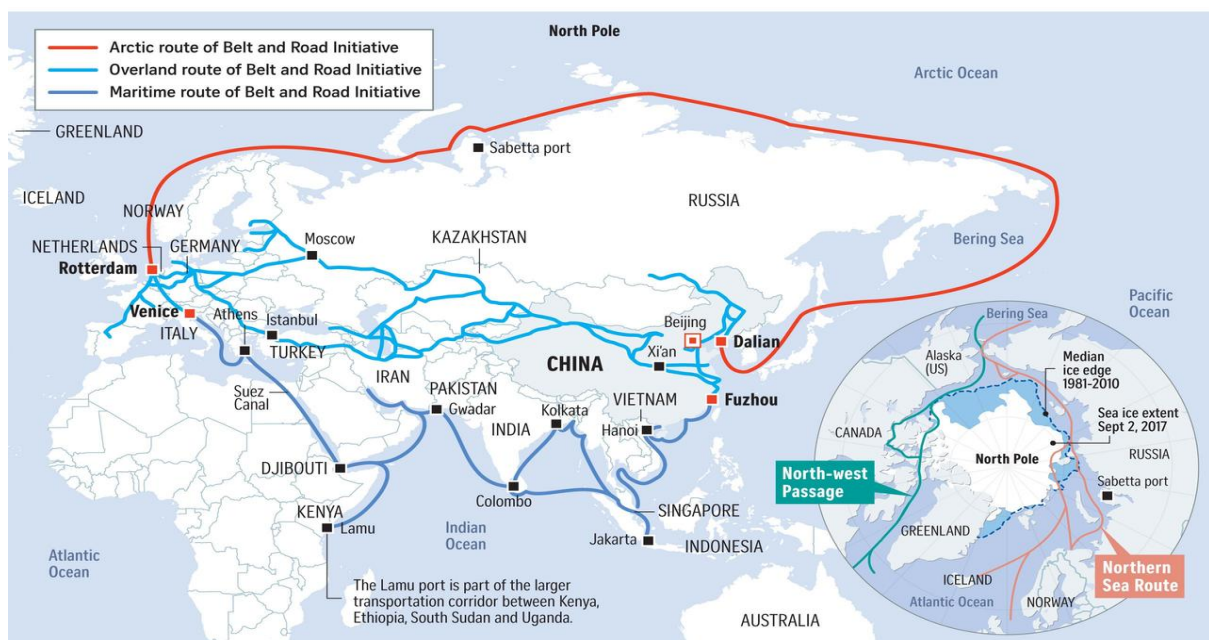 North Pole
Arctic route of Belt and Road Initiative
Overland route of Belt and Road Initiative
Maritime route of Belt and Road Initiative
Arctic Ocean
GREENLAND
Sabetta port
ICELAND
RUSSIA
NORWAY
Moscow
KAZAKHSTAN
Bering Sea
NETHERLANDS
GERMANY
Rotterdam
Pacific
Ocean
Venice
Athens
Istanbul
Beijing
Dalian
ITALY
TURKEY
Xi'an
CHINA
IRAN
PAKISTAN
Suez
Canal
Gwadar
Kolkata
VIETNAM
Fuzhou
INDIA
Hanoi
DJIBOUTI
Colombo
KENYA
SINGAPORE
Lamu
Indian
Ocean
Jakarta
INDONESIA
Atlantic
Ocean
The Lamu port is part of the larger
transportation corridor between Kenya,
Ethiopia, South Sudan and Uganda.
AUSTRALIA
Bering Sea
Alaska
(US)
Median
ice edge
1981-2010
Sea ice extent
Sept 2, 2017
CANADA
North Pole
RUSSIA
North-west
Passage
Sabetta port
GREENLAND
Northern
Sea Route
ICELAND
Atlantic Ocean
NORWAY